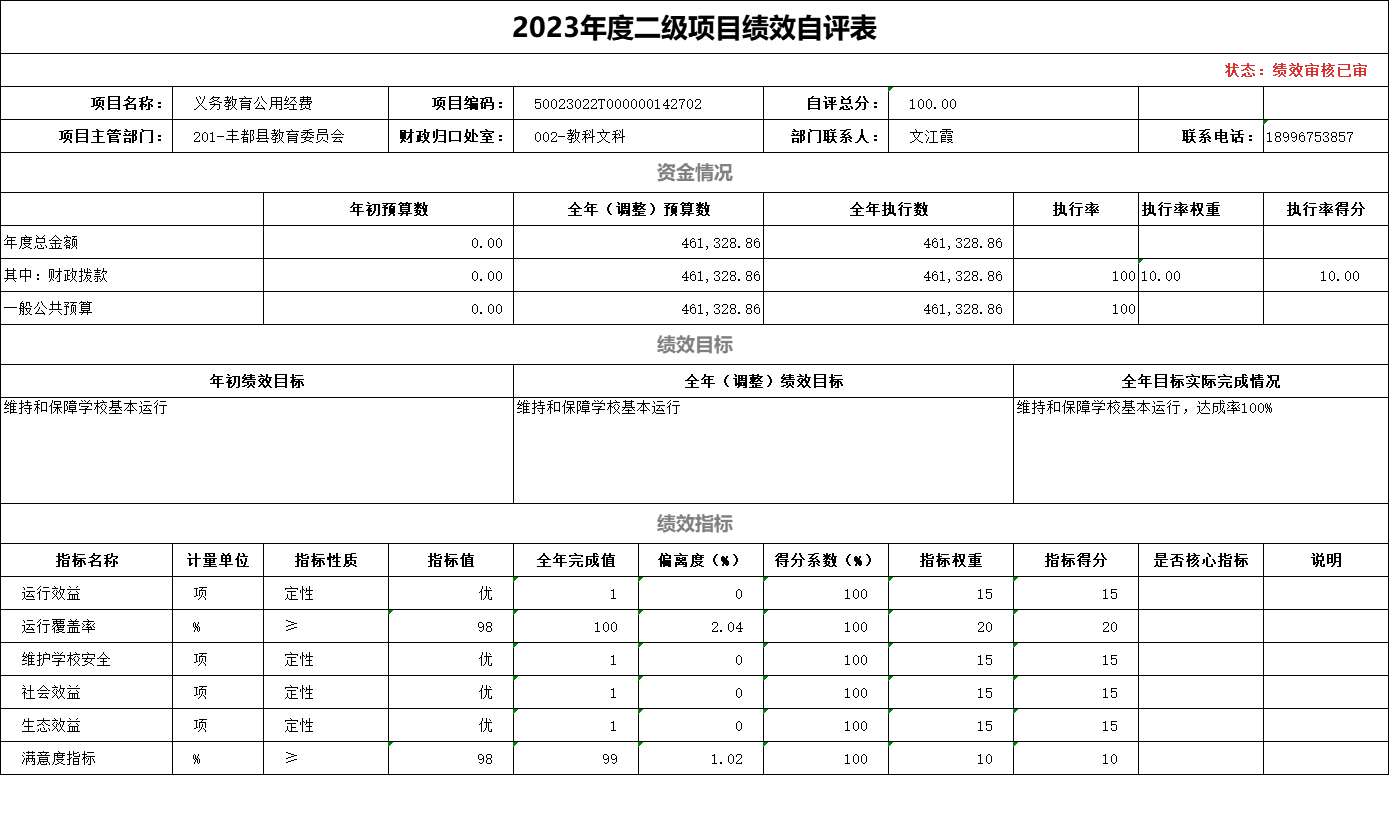 2023年度二级项目绩效自评表
状态：绩效审核已审
项目名称： 义务教育公用经费 项目编码： 50023022T000000142702 自评总分： 100.00
项目主管部门： 201-丰都县教育委员会 财政归口处室： 002-教科文科 部门联系人： 文江霞 联系电话： 18996753857
资金情况
年初预算数 全年（调整）预算数 全年执行数 执行率 执行率权重 执行率得分
年度总金额 0.00 461,328.86 461,328.86
其中：财政拨款 0.00 461,328.86 461,328.86 100 10.00 10.00
一般公共预算 0.00 461,328.86 461,328.86 100
绩效目标
年初绩效目标 全年（调整）绩效目标 全年目标实际完成情况
维持和保障学校基本运行 维持和保障学校基本运行 维持和保障学校基本运行，达成率100%
绩效指标
指标名称 计量单位 指标性质 指标值 全年完成值 偏离度（%） 得分系数（%） 指标权重 指标得分 是否核心指标 说明
运行效益 项 定性 优 1 0 100 15 15
运行覆盖率 % ≥ 98 100 2.04 100 20 20
维护学校安全 项 定性 优 1 0 100 15 15
社会效益 项 定性 优 1 0 100 15 15
生态效益 项 定性 优 1 0 100 15 15
满意度指标 % ≥ 98 99 1.02 100 10 10